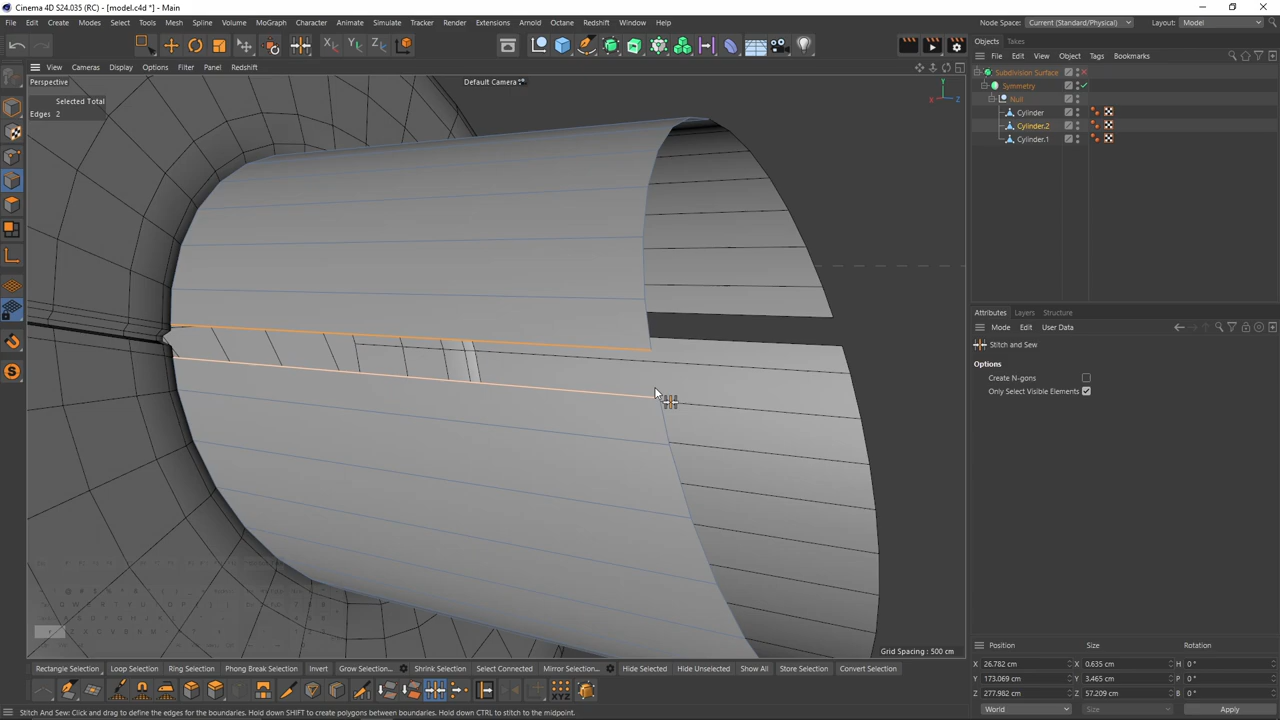 Cinema 4D S24.035 (RC) - [model.c4d *] - Main
File Edit Create Modes Select Tools Mesh Spline Volume MoGraph Character Animate Simulate Tracker Render Extensions Arnold Octane Redshift Window Help
Node Space: Current (Standard/Physical) Layout: Model
Objects Takes
File Edit View Object Tags Bookmarks
View Cameras Display Options Filter Panel Redshift
Perspective
Default Camera
Selected Total
Edges 2
Y
X Z
Subdivision Surface
Symmetry
Null
Cylinder
Cylinder.2
Cylinder.1
Attributes Layers Structure
Mode Edit User Data
Stitch and Sew
Options
Create N-gons
Only Select Visible Elements
Grid Spacing : 500 cm
Position Size Rotation
X 26.782 cm X 0.635 cm H 0 °
Y 173.069 cm Y 3.465 cm P 0 °
Z 277.982 cm Z 57.209 cm B 0 °
World Size Apply
Rectangle Selection Loop Selection Ring Selection Phong Break Selection Invert Grow Selection... Shrink Selection Select Connected Mirror Selection... Hide Selected Hide Unselected Show All Store Selection Convert Selection
Stitch And Sew: Click and drag to define the edges for the boundaries. Hold down SHIFT to create polygons between boundaries. Hold down CTRL to stitch to the midpoint.